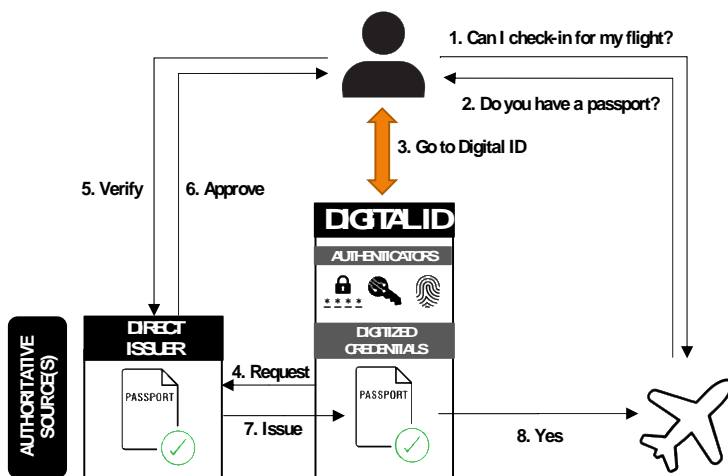 1. Can I check-in for my flight?
2. Do you have a passport?
3. Go to Digital ID
5. Verify
6. Approve
DIGITAL ID
AUTHENTICATORS
* * * *
DIGITIZED
CREDENTIALS
DIRECT
ISSUER
AUTHORITATIVE
SOURCE(S)
4. Request
PASSPORT
PASSPORT
7. Issue
8. Yes